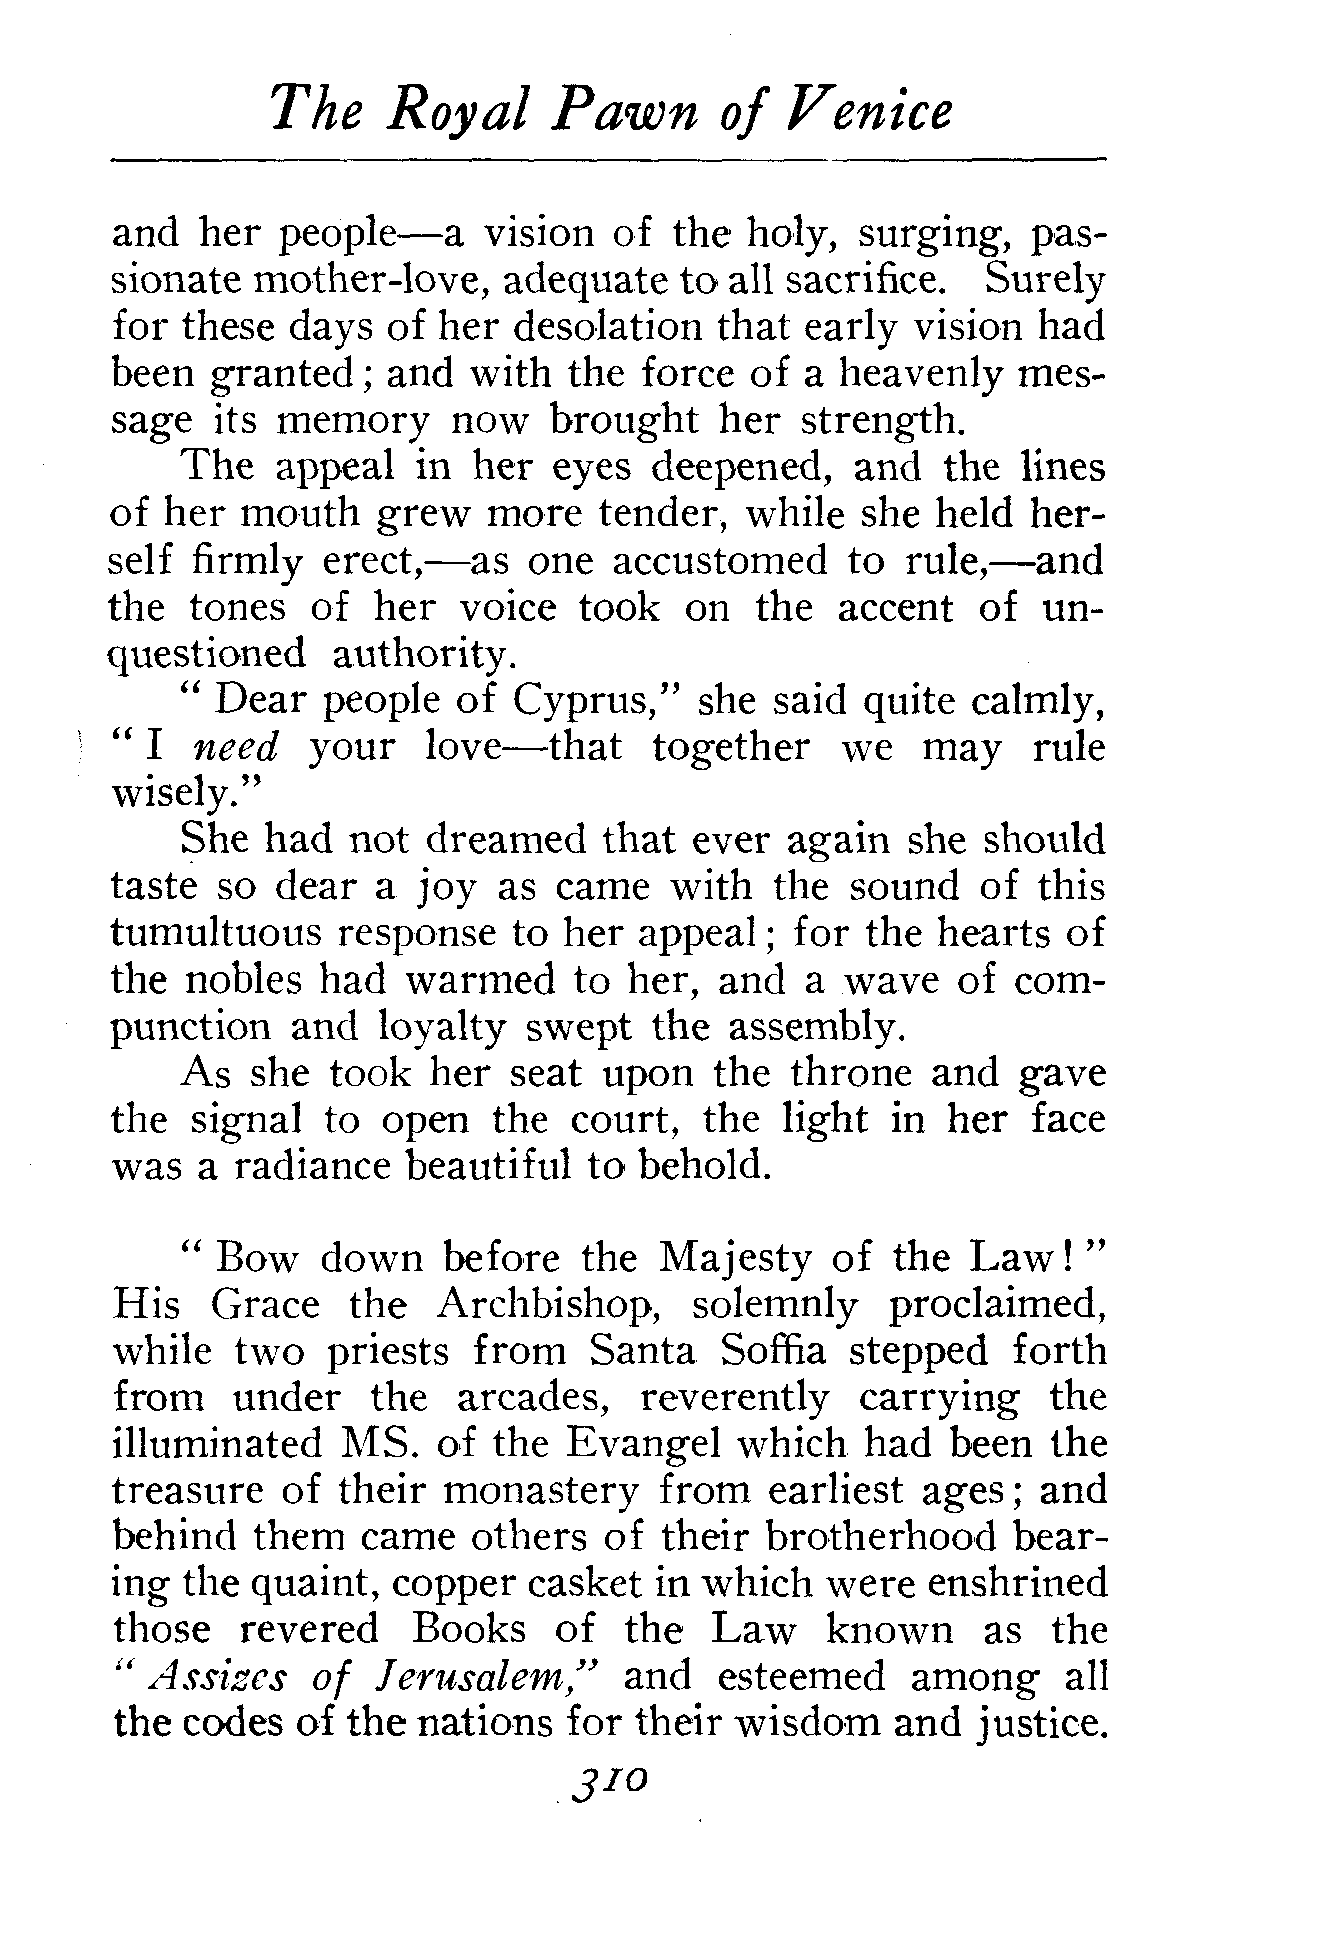 The Royal Pawn of Venice
and her people—a vision of the holy, surging, pas-
sionate mother-love, adequate to all sacrifice. Surely
for these days of her desolation that early vision had
been granted; and with the force of a heavenly mes-
sage its memory now brought her strength.
The appeal in her eyes deepened, and the lines
of her mouth grew more tender, while she held her-
self firmly erect,—as one accustomed to rule,—and
the tones of her voice took on the accent of un-
questioned authority.
" Dear people of Cyprus," she said quite calmly,
" I need your love—that together we may rule
wisely."
She had not dreamed that ever again she should
taste so dear a joy as came with the sound of this
tumultuous response to her appeal; for the hearts of
the nobles had warmed to her, and a wave of com-
punction and loyalty swept the assembly.
As she took her seat upon the throne and gave
the signal to open the court, the light in her face
was a radiance beautiful to behold.
" Bow down before the Majesty of the Law! "
His Grace the Archbishop, solemnly proclaimed,
while two priests from Santa Soffia stepped forth
from under the arcades, reverently carrying the
illuminated MS. of the Evangel which had been the
treasure of their monastery from earliest ages; and
behind them came others of their brotherhood bear-
ing the quaint, copper casket in which were enshrined
those revered Books of the Law known as the
" Assizes of Jerusalem," and esteemed among all
the codes of the nations for their wisdom and justice.
310